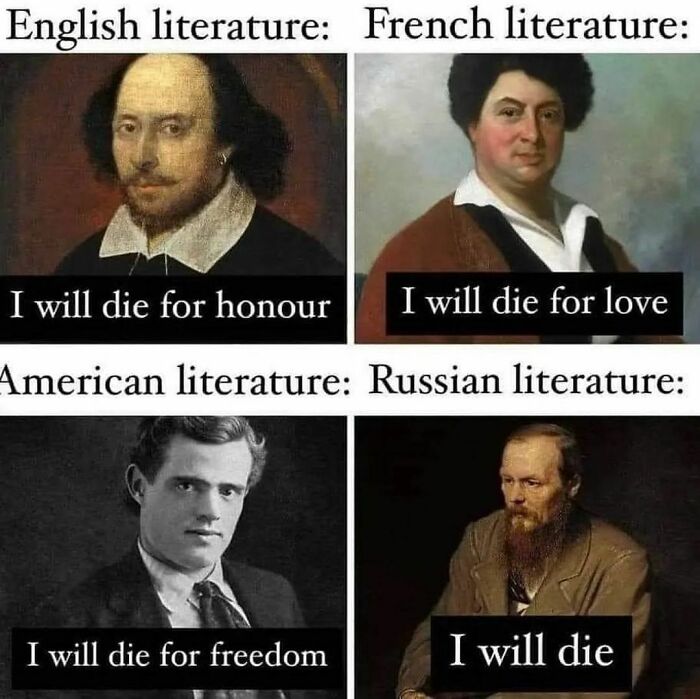 English literature:
French literature:
I will die for honour
I will die for love
American literature:
Russian literature:
I will die for freedom
I will die